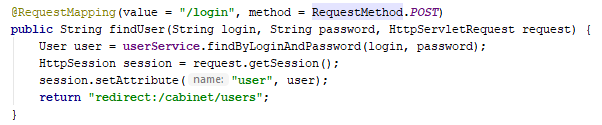 @RequestMapping(value = "/login", method = RequestMethod.POST)
public String findUser(String login, String password, HttpServletRequest request) {
User user = userService.findByLoginAndPassword(login, password);
HttpSession session = request.getSession();
session.setAttribute( name: "user", user);
return "redirect:/cabinet/users";
}